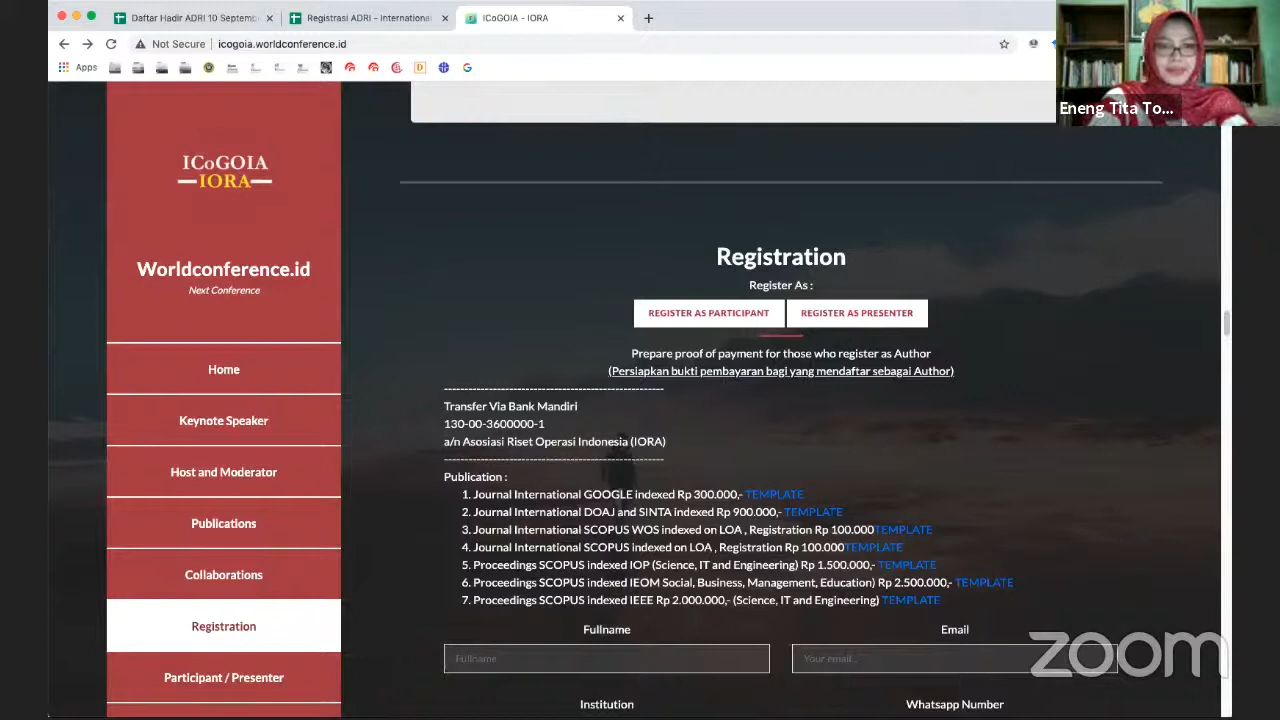 Daftar Hadir ADRI 10 Septemb
Registrasi ADRI - International
ICoGOIA - IORA
Not Secure
icogoia.worldconference.id
Apps
Eneng Tita To...
ICoGOIA
IORA
Worldconference.id
Next Conference
Home
Keynote Speaker
Host and Moderator
Publications
Collaborations
Registration
Participant / Presenter
Registration
Register As :
REGISTER AS PARTICIPANT
REGISTER AS PRESENTER
Prepare proof of payment for those who register as Author
(Persiapkan bukti pembayaran bagi yang mendaftar sebagai Author)
-------------------------------------------------------
Transfer Via Bank Mandiri
130-00-3600000-1
a/n Asosiasi Riset Operasi Indonesia (IORA)
-------------------------------------------------------
Publication :
1. Journal International GOOGLE indexed Rp 300.000,- TEMPLATE
2. Journal International DOAJ and SINTA indexed Rp 900.000,- TEMPLATE
3. Journal International SCOPUS WOS indexed on LOA , Registration Rp 100.000TEMPLATE
4. Journal International SCOPUS indexed on LOA , Registration Rp 100.000TEMPLATE
5. Proceedings SCOPUS indexed IOP (Science, IT and Engineering) Rp 1.500.000,- TEMPLATE
6. Proceedings SCOPUS indexed IEOM Social, Business, Management, Education) Rp 2.500.000,- TEMPLATE
7. Proceedings SCOPUS indexed IEEE Rp 2.000.000,- (Science, IT and Engineering) TEMPLATE
Fullname
Email
Fullname
Your email...
zoom
Institution
Whatsapp Number